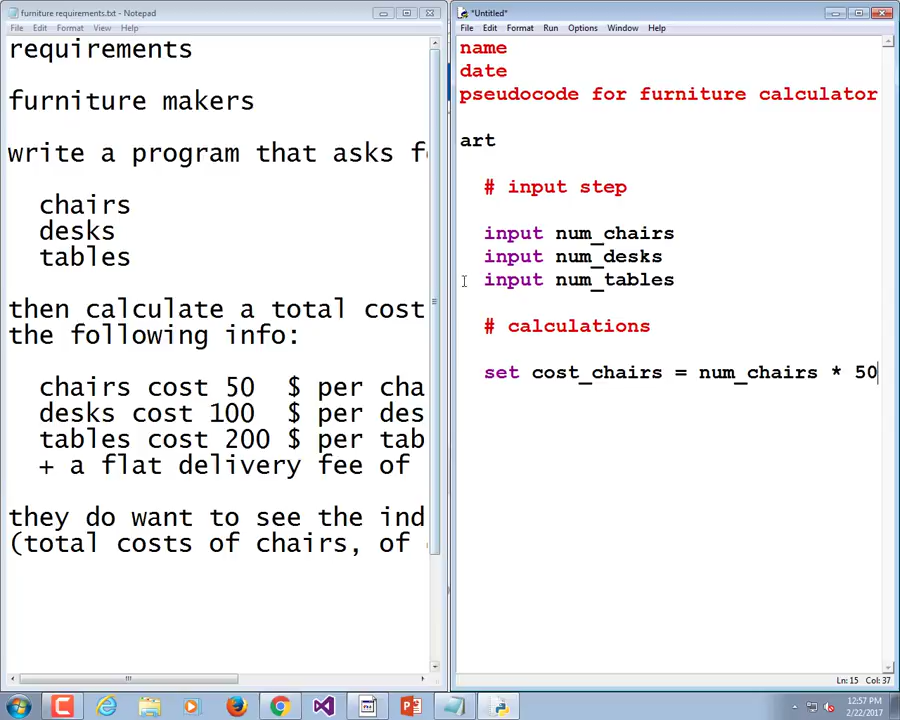 furniture requirements.txt - Notepad
File Edit Format View Help
requirements
furniture makers
write a program that asks
chairs
desks
tables
then calculate a total cost
the following info:
chairs cost 50 $ per cha
desks cost 100 $ per des
tables cost 200 $ per tab
+ a flat delivery fee of
they do want to see the ind
(total costs of chairs, of
*Untitled*
File Edit Format Run Options Window Help
name
date
pseudocode for furniture calculator
art
# input step
input num_chairs
input num_desks
input num_tables
# calculations
set cost_chairs = num_chairs * 50
Ln: 15 Col: 37
12:57 PM
2/22/2017